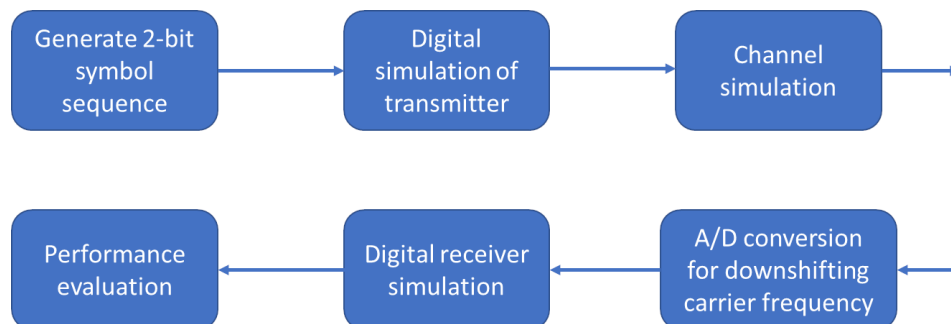 Generate 2-bit
symbol
sequence
Digital
simulation of
transmitter
Channel
simulation
A/D conversion
for downshifting
carrier frequency
Digital receiver
simulation
Performance
evaluation